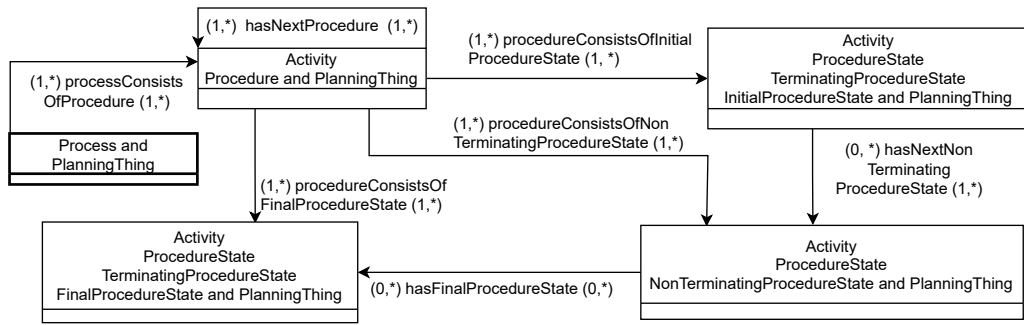 (1,*) hasNextProcedure (1,*)
Activity
Procedure and PlanningThing
(1,*) processConsists
OfProcedure (1,*)
Process and
PlanningThing
(1,*) procedureConsistsOfInitial
ProcedureState (1, *)
Activity
ProcedureState
TerminatingProcedureState
InitialProcedureState and PlanningThing
(1,*) procedureConsistsOfNon
TerminatingProcedureState (1,*)
(0, *) hasNextNon
Terminating
ProcedureState (1,*)
(1,*) procedureConsistsOf
FinalProcedureState (1,*)
Activity
ProcedureState
TerminatingProcedureState
FinalProcedureState and PlanningThing
(0,*) hasFinalProcedureState (0,*)
Activity
ProcedureState
NonTerminatingProcedureState and PlanningThing